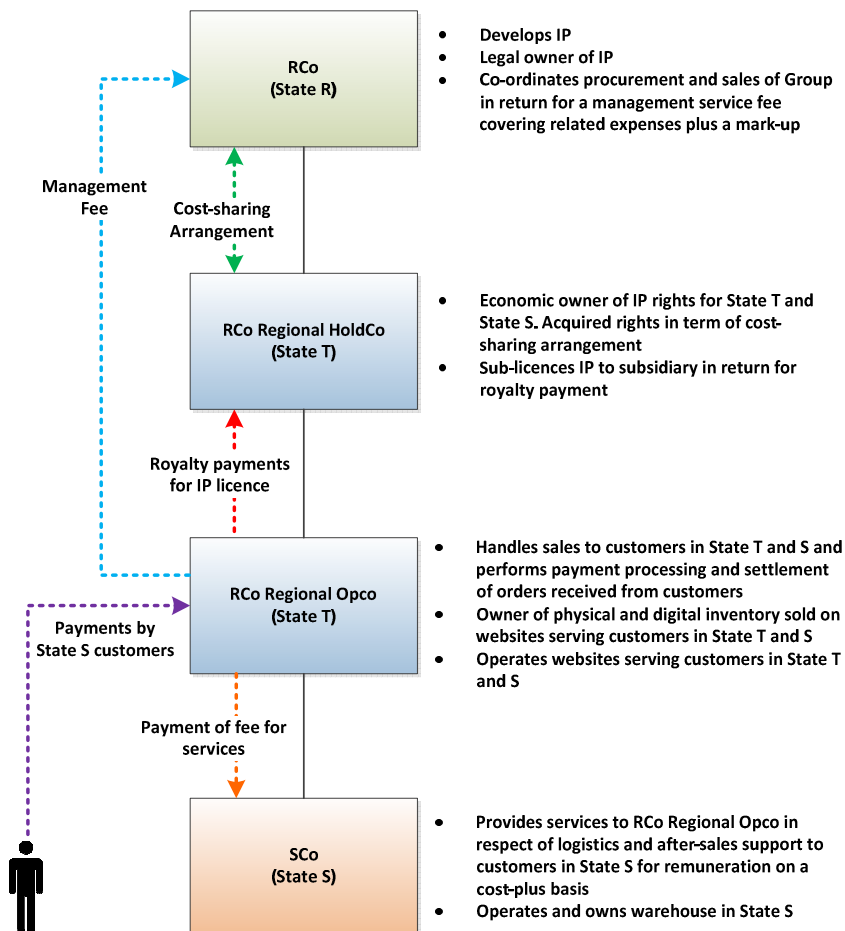 RCo
(State R)
• Develops IP
• Legal owner of IP
• Co-ordinates procurement and sales of Group
in return for a management service fee
covering related expenses plus a mark-up
Management
Fee
Cost-sharing
Arrangement
RCo Regional HoldCo
(State T)
• Economic owner of IP rights for State T and
State S. Acquired rights in term of cost-
sharing arrangement
• Sub-licences IP to subsidiary in return for
royalty payment
Royalty payments
for IP licence
RCo Regional Opco
(State T)
• Handles sales to customers in State T and S and
performs payment processing and settlement
of orders received from customers
• Owner of physical and digital inventory sold on
websites serving customers in State T and S
• Operates websites serving customers in State T
and S
Payments by
State S customers
Payment of fee for
services
SCo
(State S)
• Provides services to RCo Regional Opco in
respect of logistics and after-sales support to
customers in State S for remuneration on a
cost-plus basis
• Operates and owns warehouse in State S